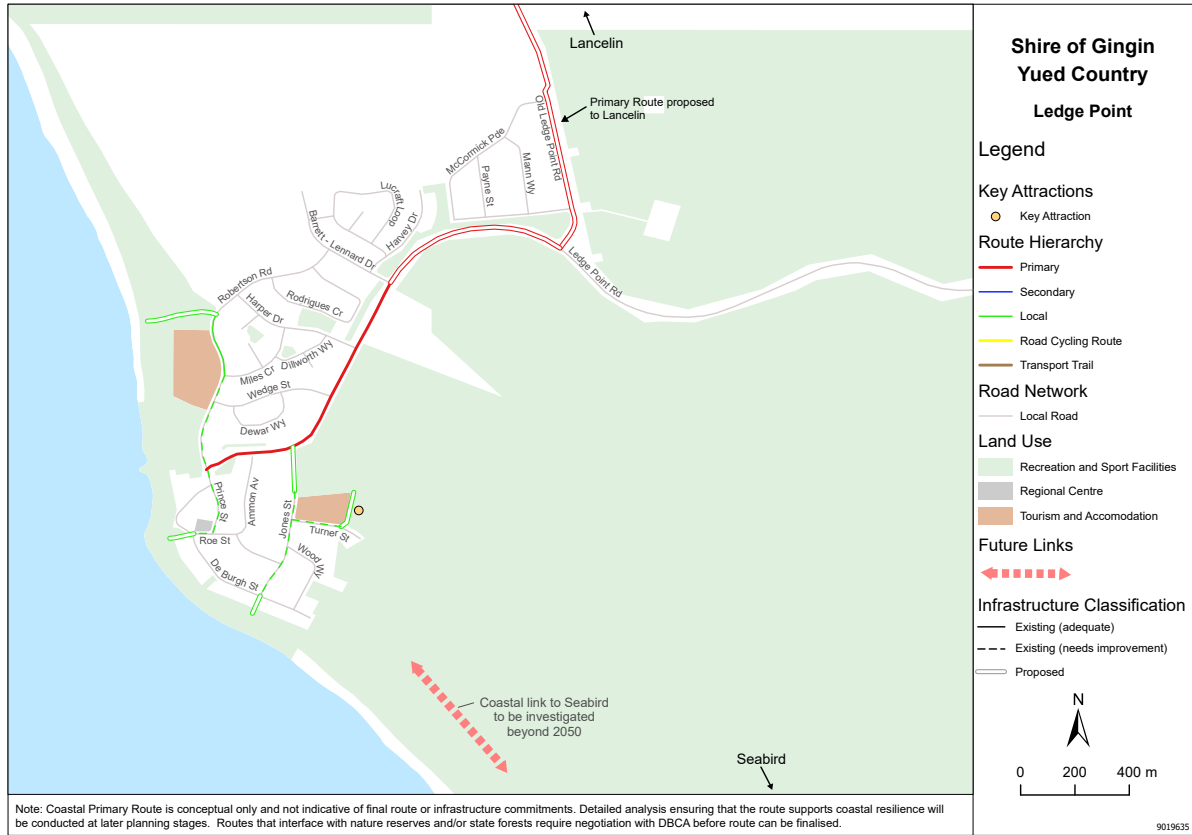 Lancelin
Primary Route proposed
to Lancelin
Old Ledge Point Rd
McCormick Pde
Mann Wy
Payne St
Lucraft Loop
Harvey Dr
Barrett - Lennard Dr
Ledge Point Rd
Robertson Rd
Rodrigues Cr
Harper Dr
Dillworth Wy
Miles Cr
Wedge St
Dewar Wy
Prince St
Ammon Av
Jones St
Turner St
Roe St
Wood Wy
De Burgh St
Coastal link to Seabird
to be investigated
beyond 2050
Seabird
Note: Coastal Primary Route is conceptual only and not indicative of final route or infrastructure commitments. Detailed analysis ensuring that the route supports coastal resilience will
be conducted at later planning stages. Routes that interface with nature reserves and/or state forests require negotiation with DBCA before route can be finalised.
Shire of Gingin
Yued Country
Ledge Point
Legend
Key Attractions
Key Attraction
Route Hierarchy
Primary
Secondary
Local
Road Cycling Route
Transport Trail
Road Network
Local Road
Land Use
Recreation and Sport Facilities
Regional Centre
Tourism and Accomodation
Future Links
Infrastructure Classification
Existing (adequate)
Existing (needs improvement)
Proposed
N
0 200 400 m
9019635